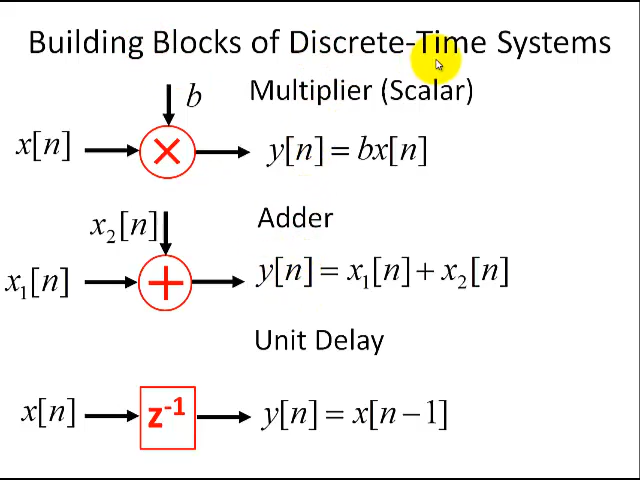 Building Blocks of Discrete-Time Systems
b Multiplier (Scalar)
x[n] × y[n] = bx[n]
x₂[n] Adder
x₁[n] + y[n] = x₁[n] + x₂[n]
Unit Delay
x[n] z⁻¹ y[n] = x[n − 1]